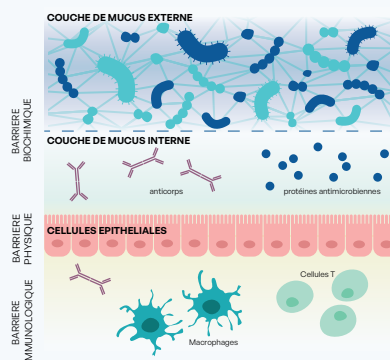 COUCHE DE MUCUS EXTERNE
BARRIERE
BIOCHIMIQUE
COUCHE DE MUCUS INTERNE
anticorps
protéines antimicrobiennes
BARRIERE
PHYSIQUE
CELLULES EPITHELIALES
BARRIERE
IMMUNOLOGIQUE
Cellules T
Macrophages